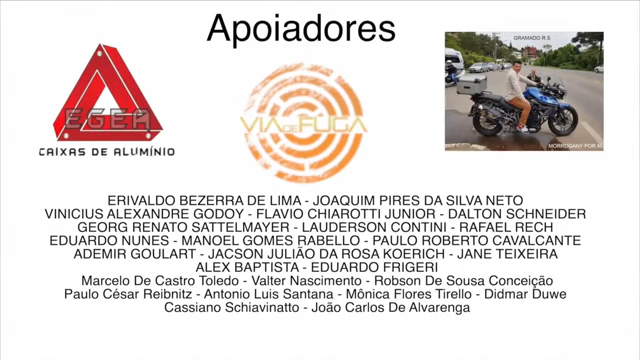 Apoiadores
EGEA
CAIXAS DE ALUMÍNIO
VIA DE FUGA
GRAMADO R S
MORROGANY POR AI
ERIVALDO BEZERRA DE LIMA - JOAQUIM PIRES DA SILVA NETO
VINICIUS ALEXANDRE GODOY - FLAVIO CHIAROTTI JUNIOR - DALTON SCHNEIDER
GEORG RENATO SATTELMAYER - LAUDERSON CONTINI - RAFAEL RECH
EDUARDO NUNES - MANOEL GOMES RABELLO - PAULO ROBERTO CAVALCANTE
ADEMIR GOULART - JACSON JULIÃO DA ROSA KOERICH - JANE TEIXEIRA
ALEX BAPTISTA - EDUARDO FRIGERI
Marcelo De Castro Toledo - Valter Nascimento - Robson De Sousa Conceição
Paulo César Reibnitz - Antonio Luis Santana - Mônica Flores Tirello - Didmar Duwe
Cassiano Schiavinatto - João Carlos De Alvarenga